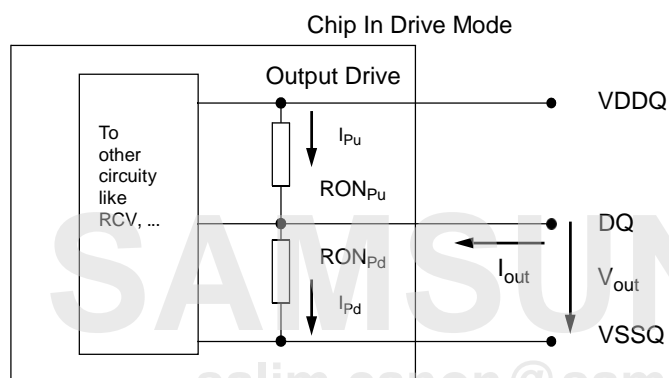 Chip In Drive Mode
Output Drive
VDDQ
To
other
circuity
like
RCV, ...
IPu
RONPu
DQ
RONPd
Iout
Vout
IPd
VSSQ
SAMSUN